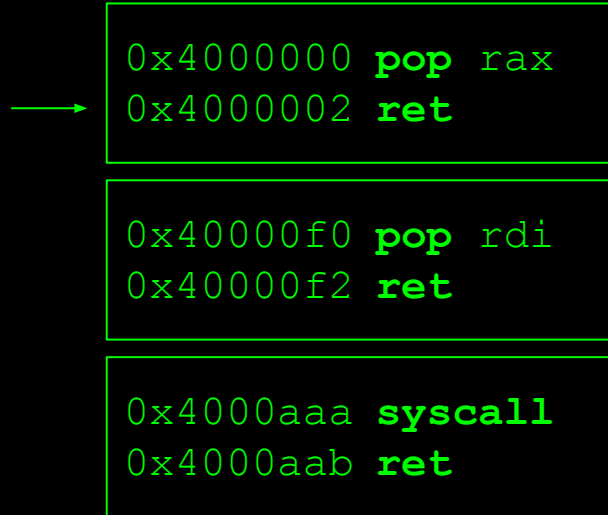 0x4000000 pop rax
0x4000002 ret
0x40000f0 pop rdi
0x40000f2 ret
0x4000aaa syscall
0x4000aab ret